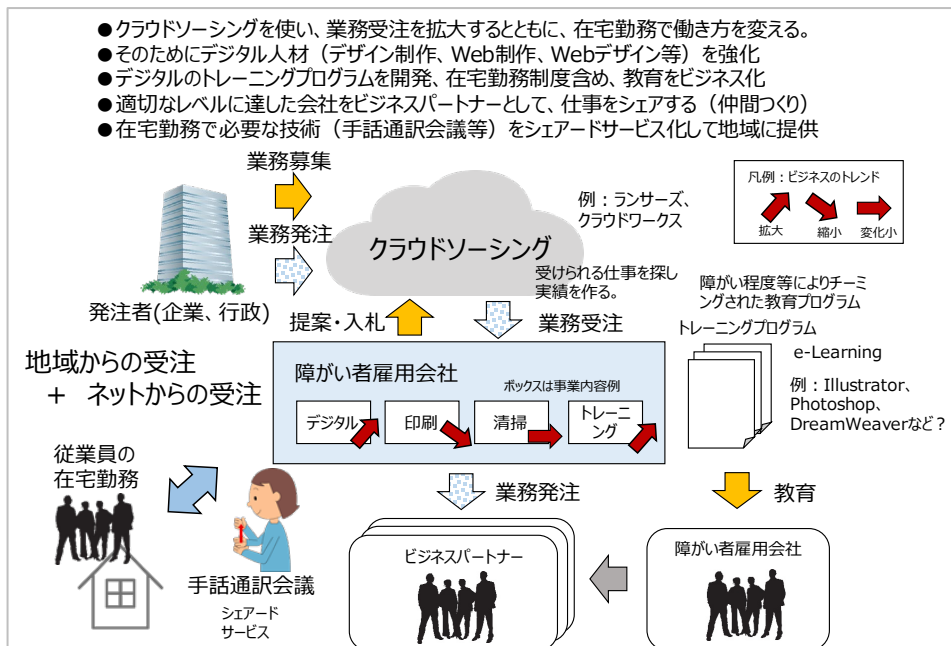 ●クラウドソーシングを使い、業務受注を拡大するとともに、在宅勤務で働き方を変える。
●そのためにデジタル人材（デザイン制作、Web制作、Webデザイン等）を強化
●デジタルのトレーニングプログラムを開発、在宅勤務制度含め、教育をビジネス化
●適切なレベルに達した会社をビジネスパートナーとして、仕事をシェアする（仲間つくり）
●在宅勤務で必要な技術（手話通訳会議等）をシェアードサービス化して地域に提供
業務募集
業務発注
発注者(企業、行政)
クラウドソーシング
例：ランサーズ、
クラウドワークス
凡例：ビジネスのトレンド
拡大
縮小
変化小
受けられる仕事を探し
実績を作る。
提案・入札
業務受注
障がい程度等によりチーミ
ングされた教育プログラム
トレーニングプログラム
e-Learning
例：Illustrator、
Photoshop、
DreamWeaverなど？
地域からの受注
＋ ネットからの受注
障がい者雇用会社
ボックスは事業内容例
デジタル
印刷
清掃
トレーニ
ング
従業員の
在宅勤務
業務発注
教育
手話通訳会議
シェアード
サービス
ビジネスパートナー
障がい者雇用会社